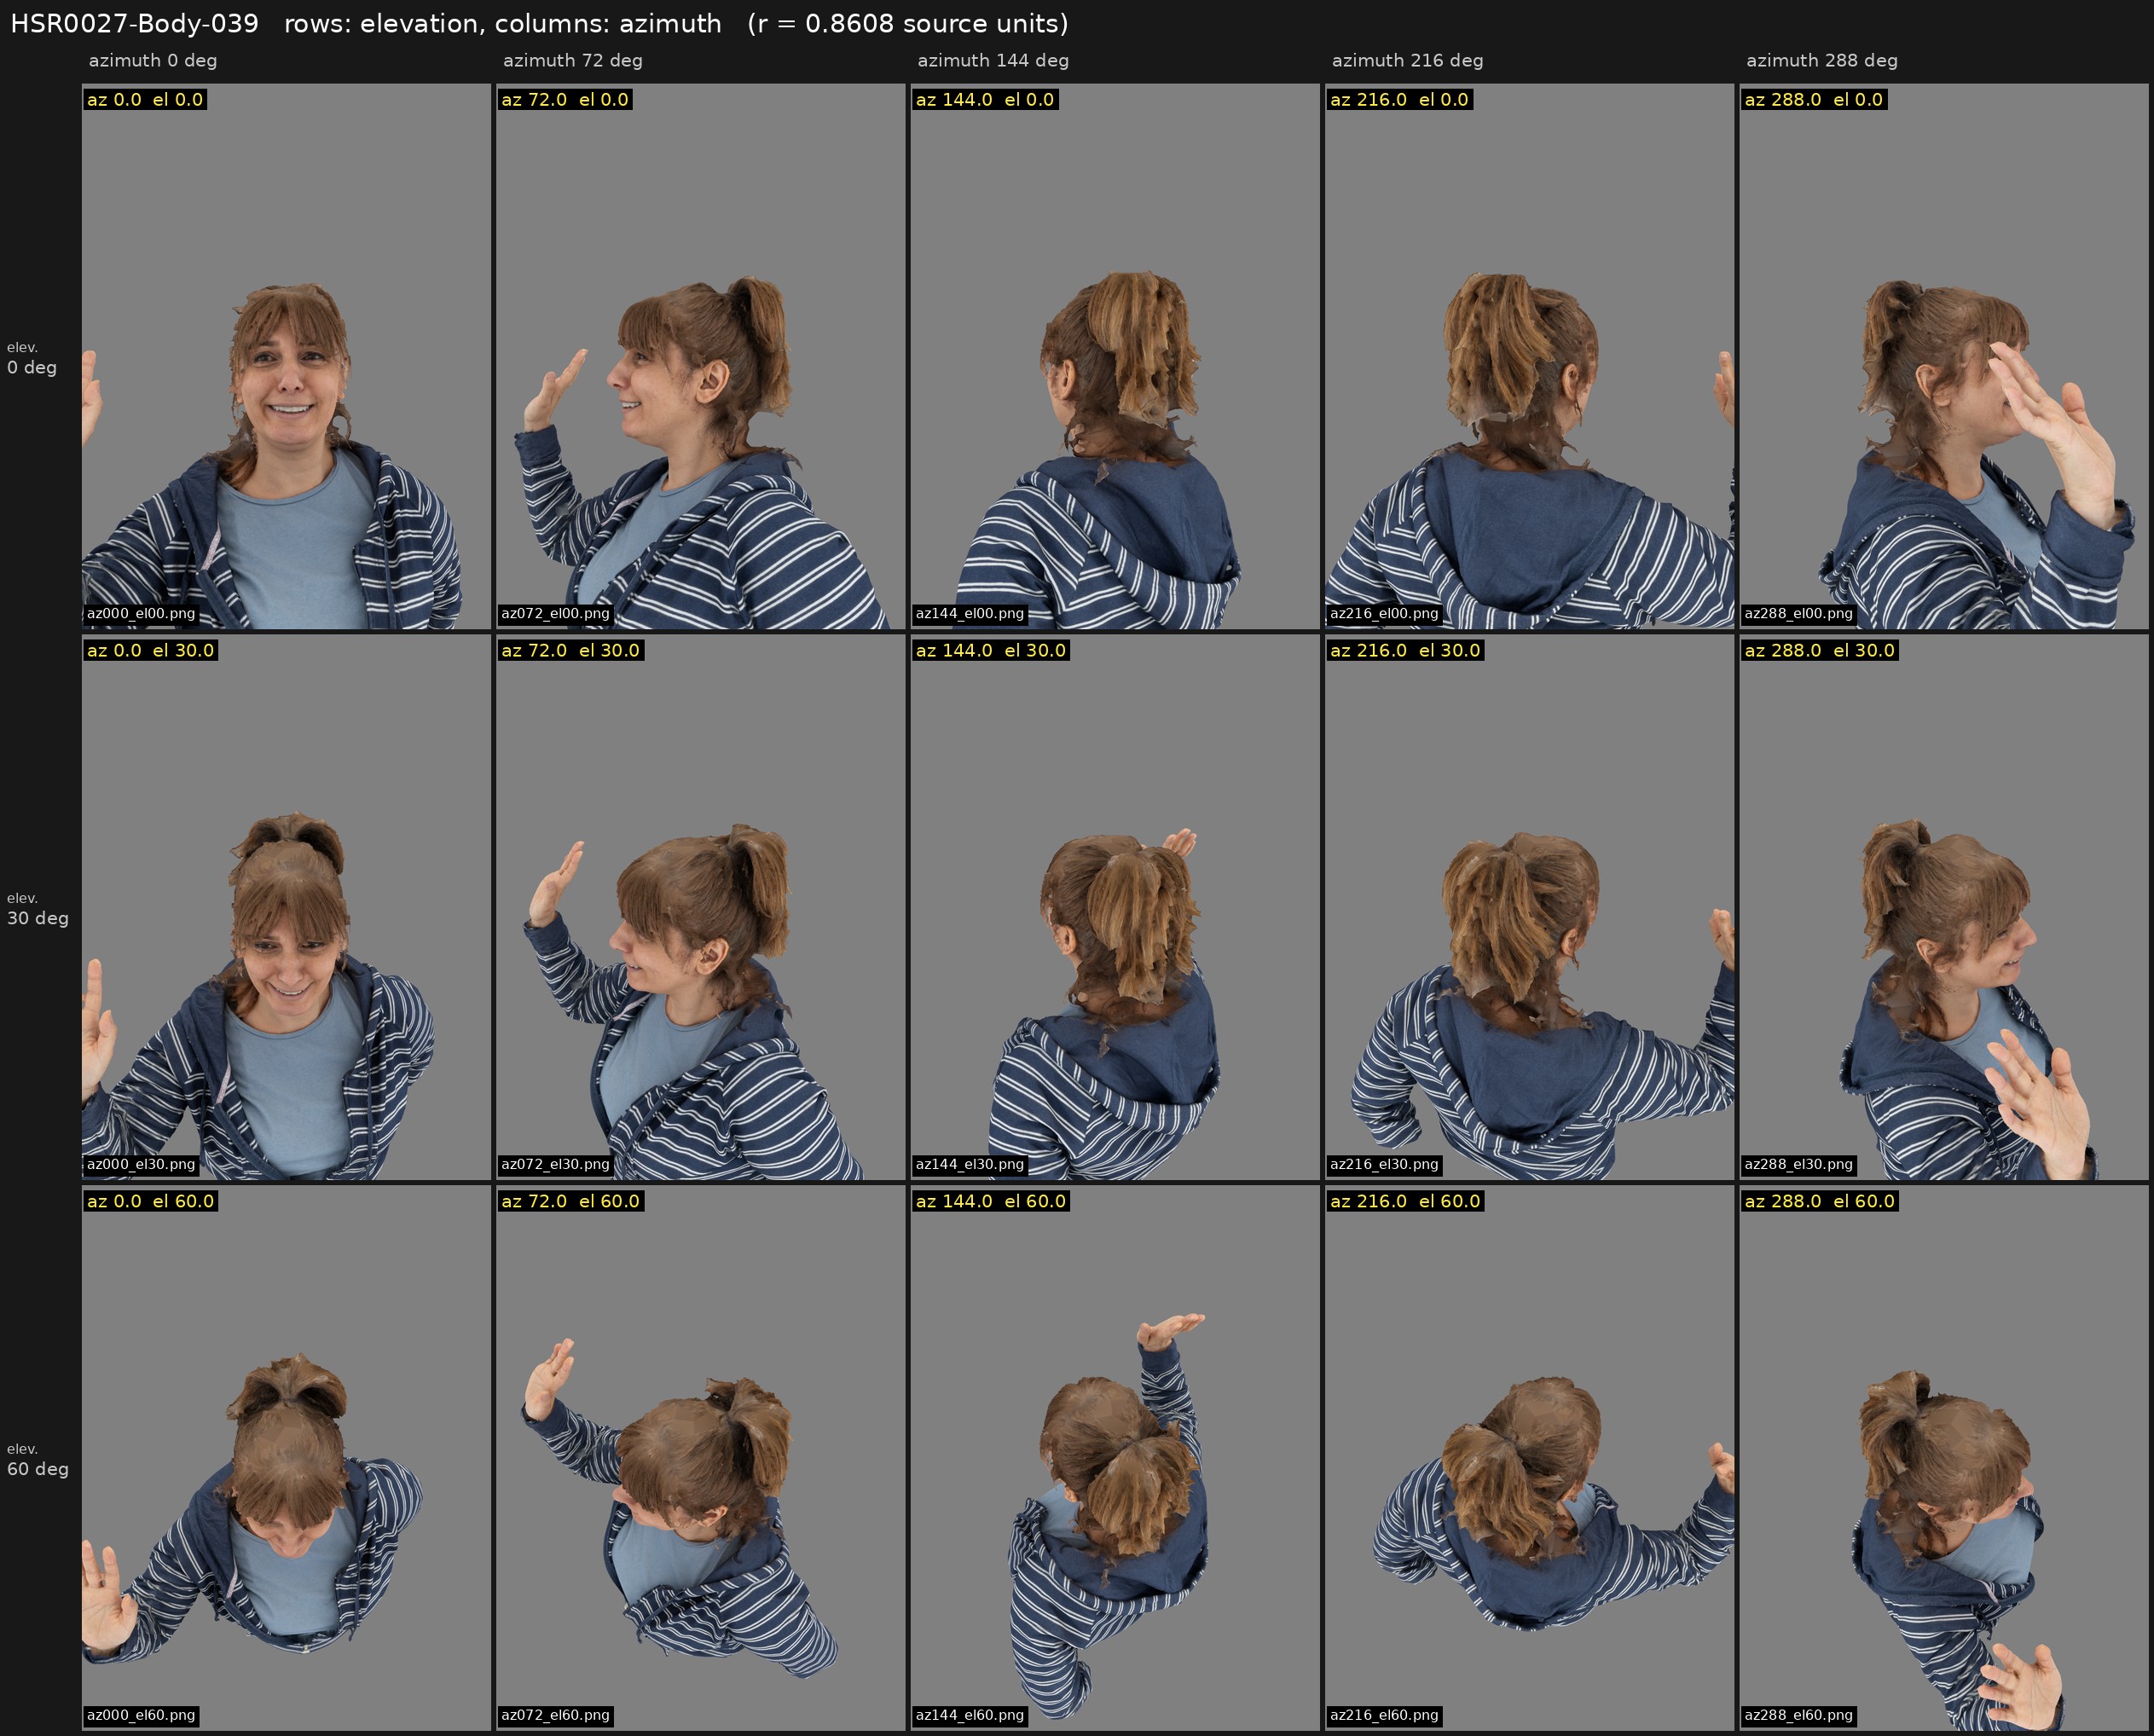 HSR0027-Body-039   rows: elevation, columns: azimuth   (r = 0.8608 source units)
azimuth 0 deg
azimuth 72 deg
azimuth 144 deg
azimuth 216 deg
azimuth 288 deg
elev.
0 deg
az 0.0  el 0.0
az000_el00.png
az 72.0  el 0.0
az072_el00.png
az 144.0  el 0.0
az144_el00.png
az 216.0  el 0.0
az216_el00.png
az 288.0  el 0.0
az288_el00.png
elev.
30 deg
az 0.0  el 30.0
az000_el30.png
az 72.0  el 30.0
az072_el30.png
az 144.0  el 30.0
az144_el30.png
az 216.0  el 30.0
az216_el30.png
az 288.0  el 30.0
az288_el30.png
elev.
60 deg
az 0.0  el 60.0
az000_el60.png
az 72.0  el 60.0
az072_el60.png
az 144.0  el 60.0
az144_el60.png
az 216.0  el 60.0
az216_el60.png
az 288.0  el 60.0
az288_el60.png